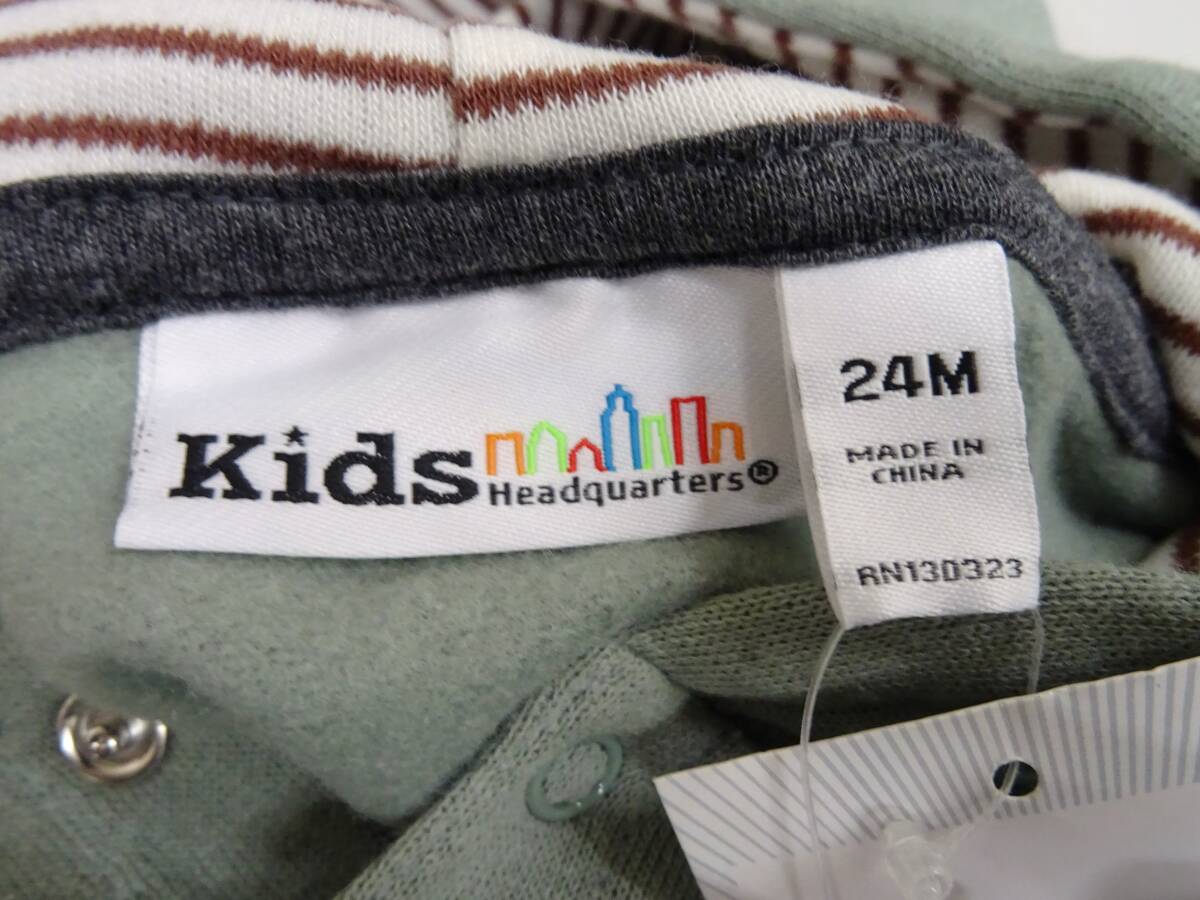 Kids
Headquarters®
24M
MADE IN
CHINA
RN130323